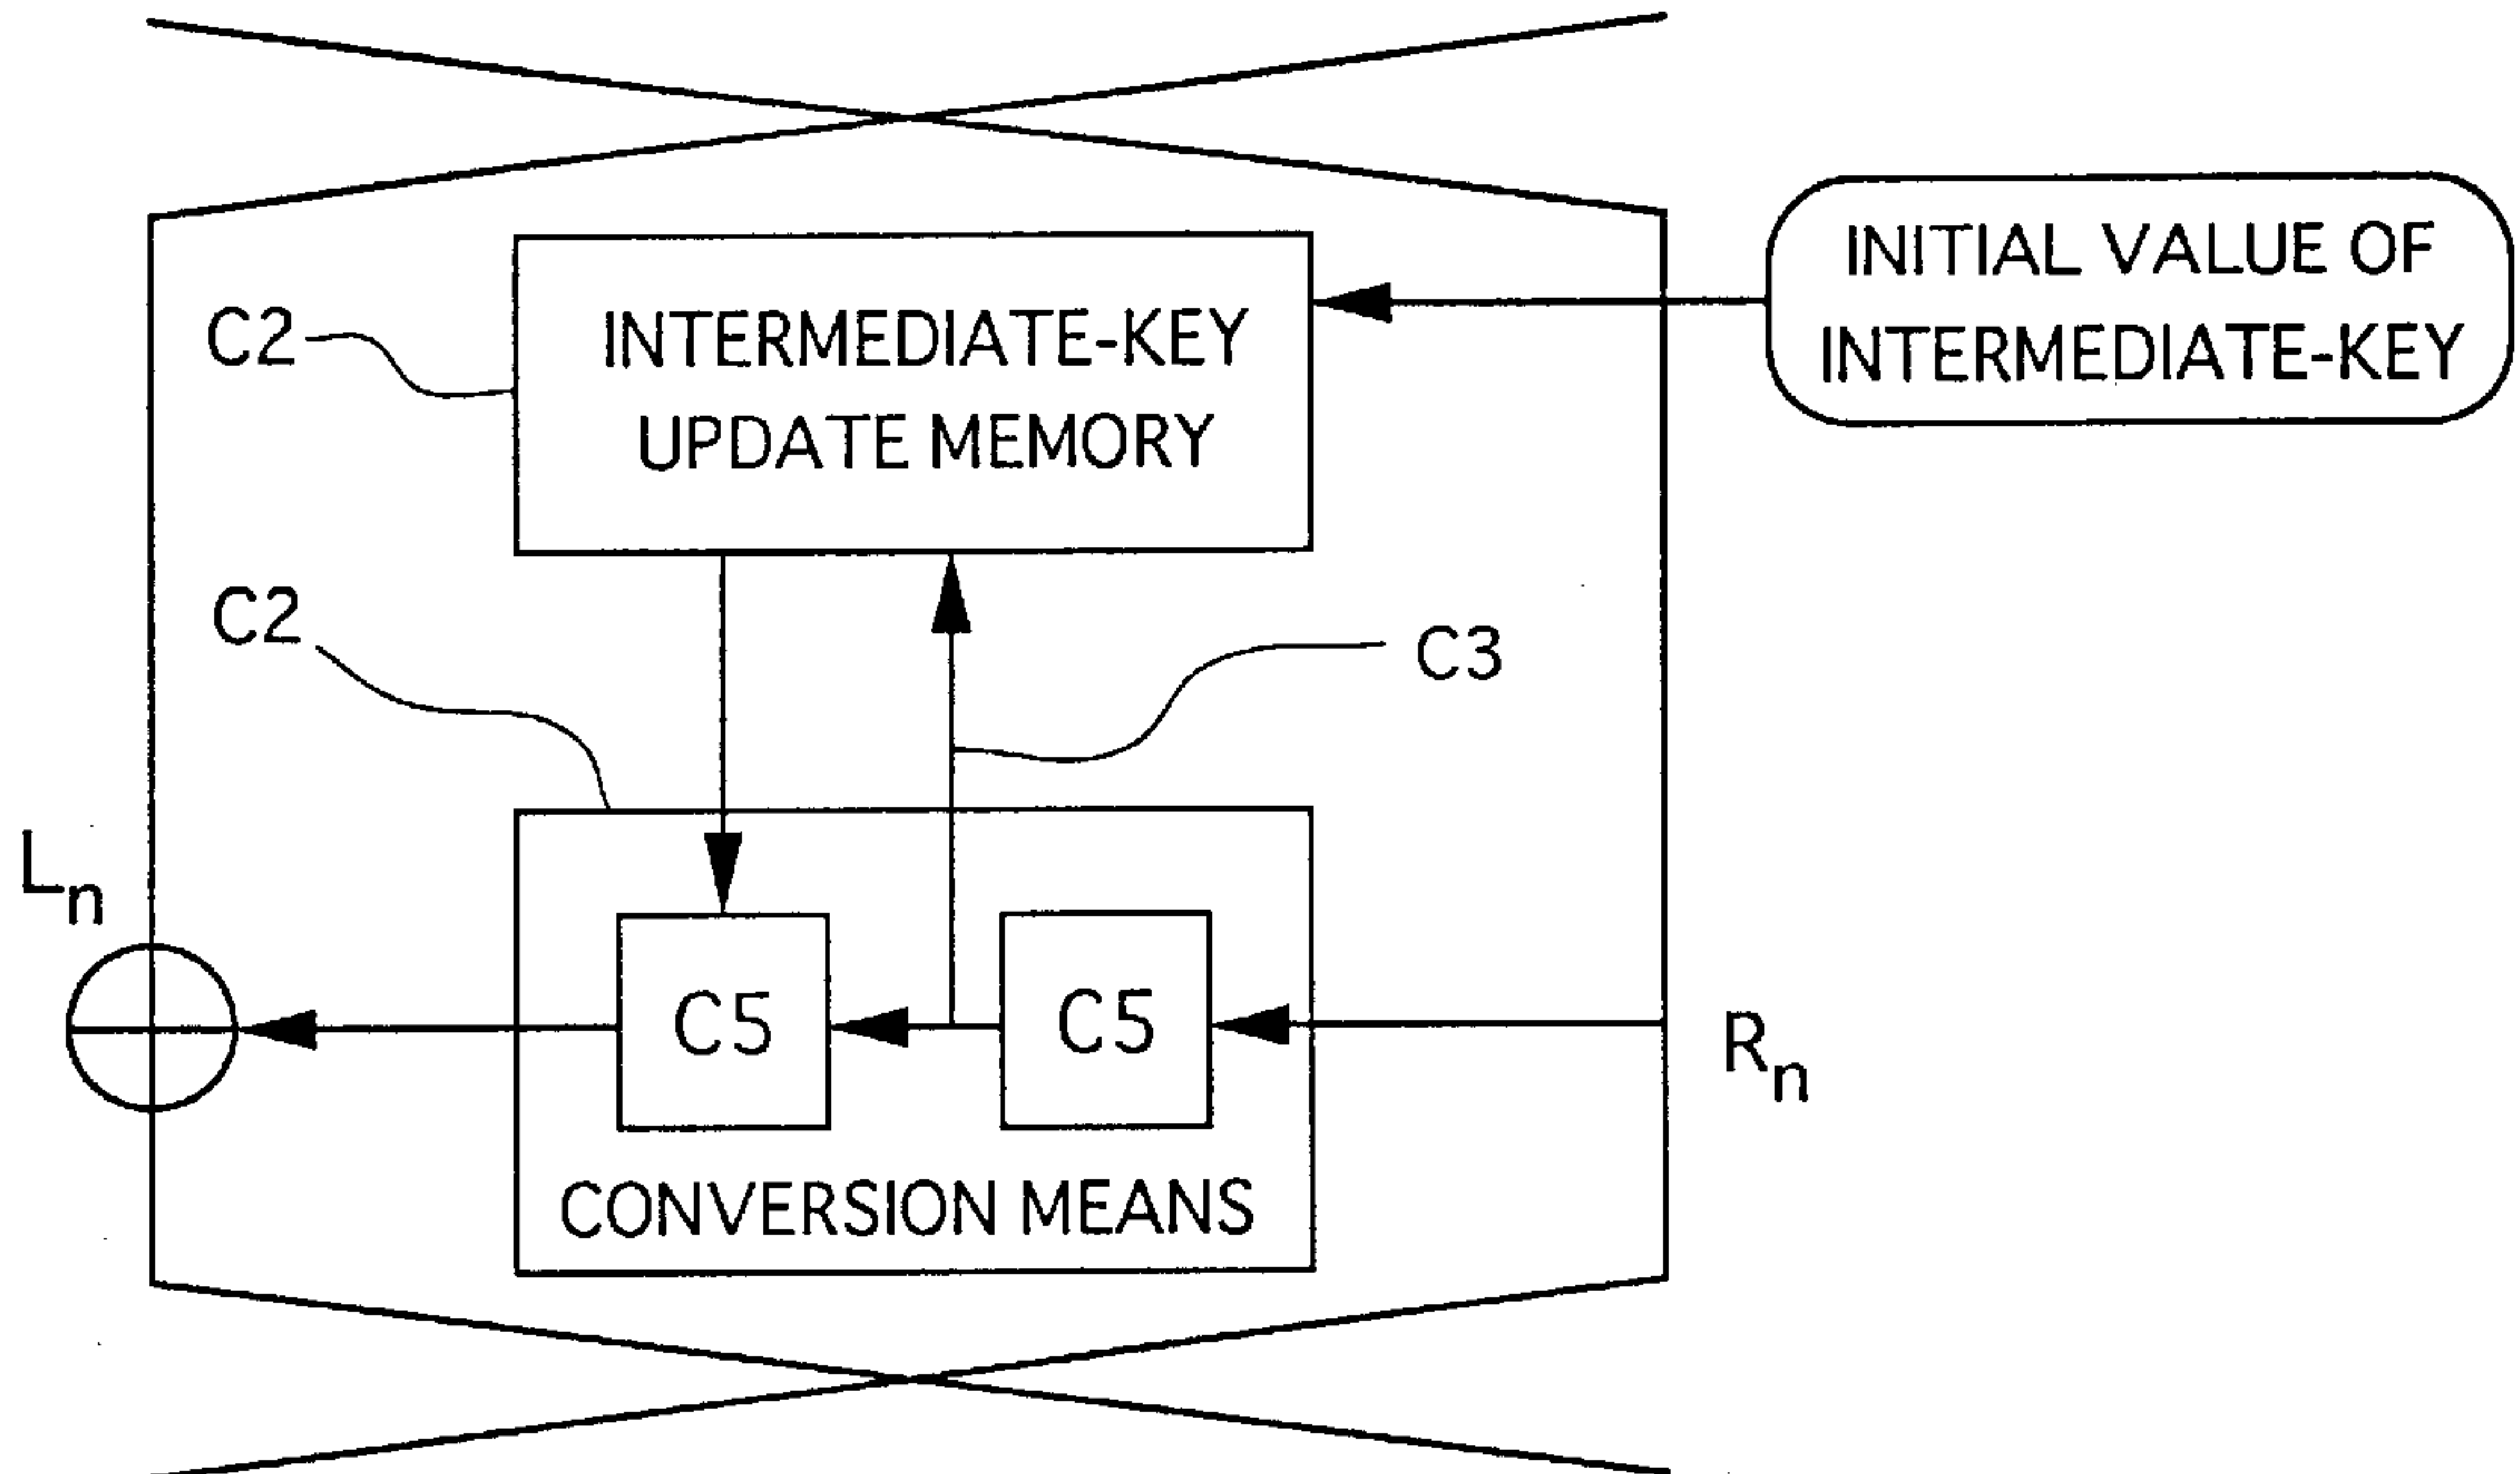 INITIAL VALUE OF
INTERMEDIATE-KEY
C2
INTERMEDIATE-KEY
UPDATE MEMORY
C2
C3
Ln
C5
C5
Rn
CONVERSION MEANS